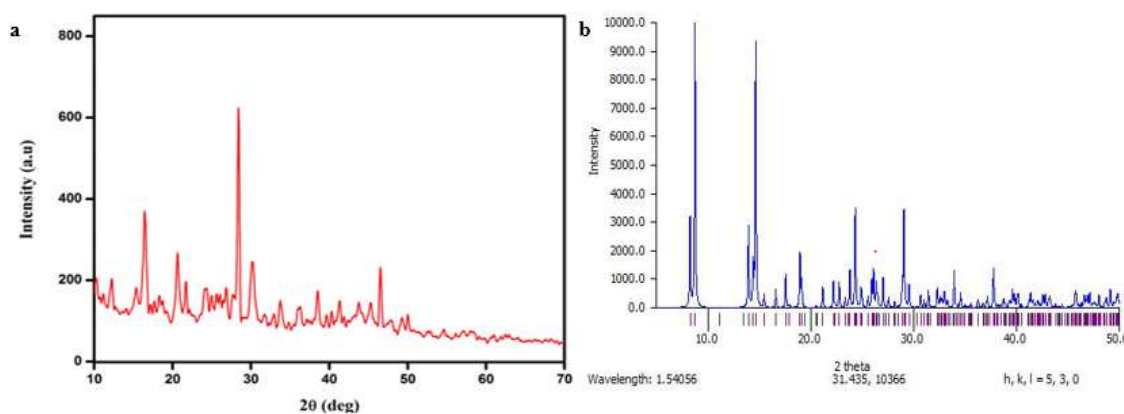 a
800
600
400
200
0
Intensity (a.u)
10 20 30 40 50 60 70
2θ (deg)
b
10000.0
9000.0
8000.0
7000.0
6000.0
5000.0
4000.0
3000.0
2000.0
1000.0
0.0
Intensity
10.0 20.0 30.0 40.0 50.0
2 theta
Wavelength: 1.54056 31.435, 10366 h, k, l = 5, 3, 0